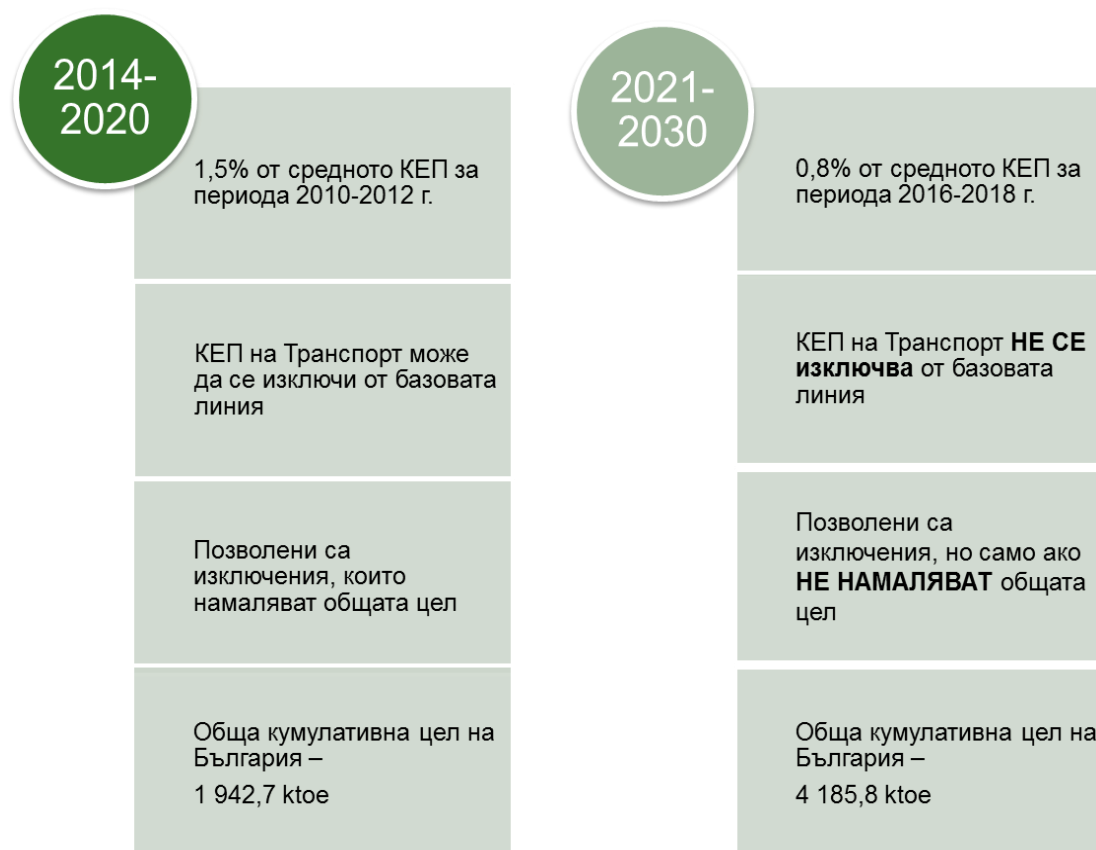 2014-
2020
1,5% от средното КЕП за
периода 2010-2012 г.
КЕП на Транспорт може
да се изключи от базовата
линия
Позволени са
изключения, които
намаляват общата цел
Обща кумулативна цел на
България –
1 942,7 ktoe
2021-
2030
0,8% от средното КЕП за
периода 2016-2018 г.
КЕП на Транспорт НЕ СЕ
изключва от базовата
линия
Позволени са
изключения, но само ако
НЕ НАМАЛЯВАТ общата
цел
Обща кумулативна цел на
България –
4 185,8 ktoe